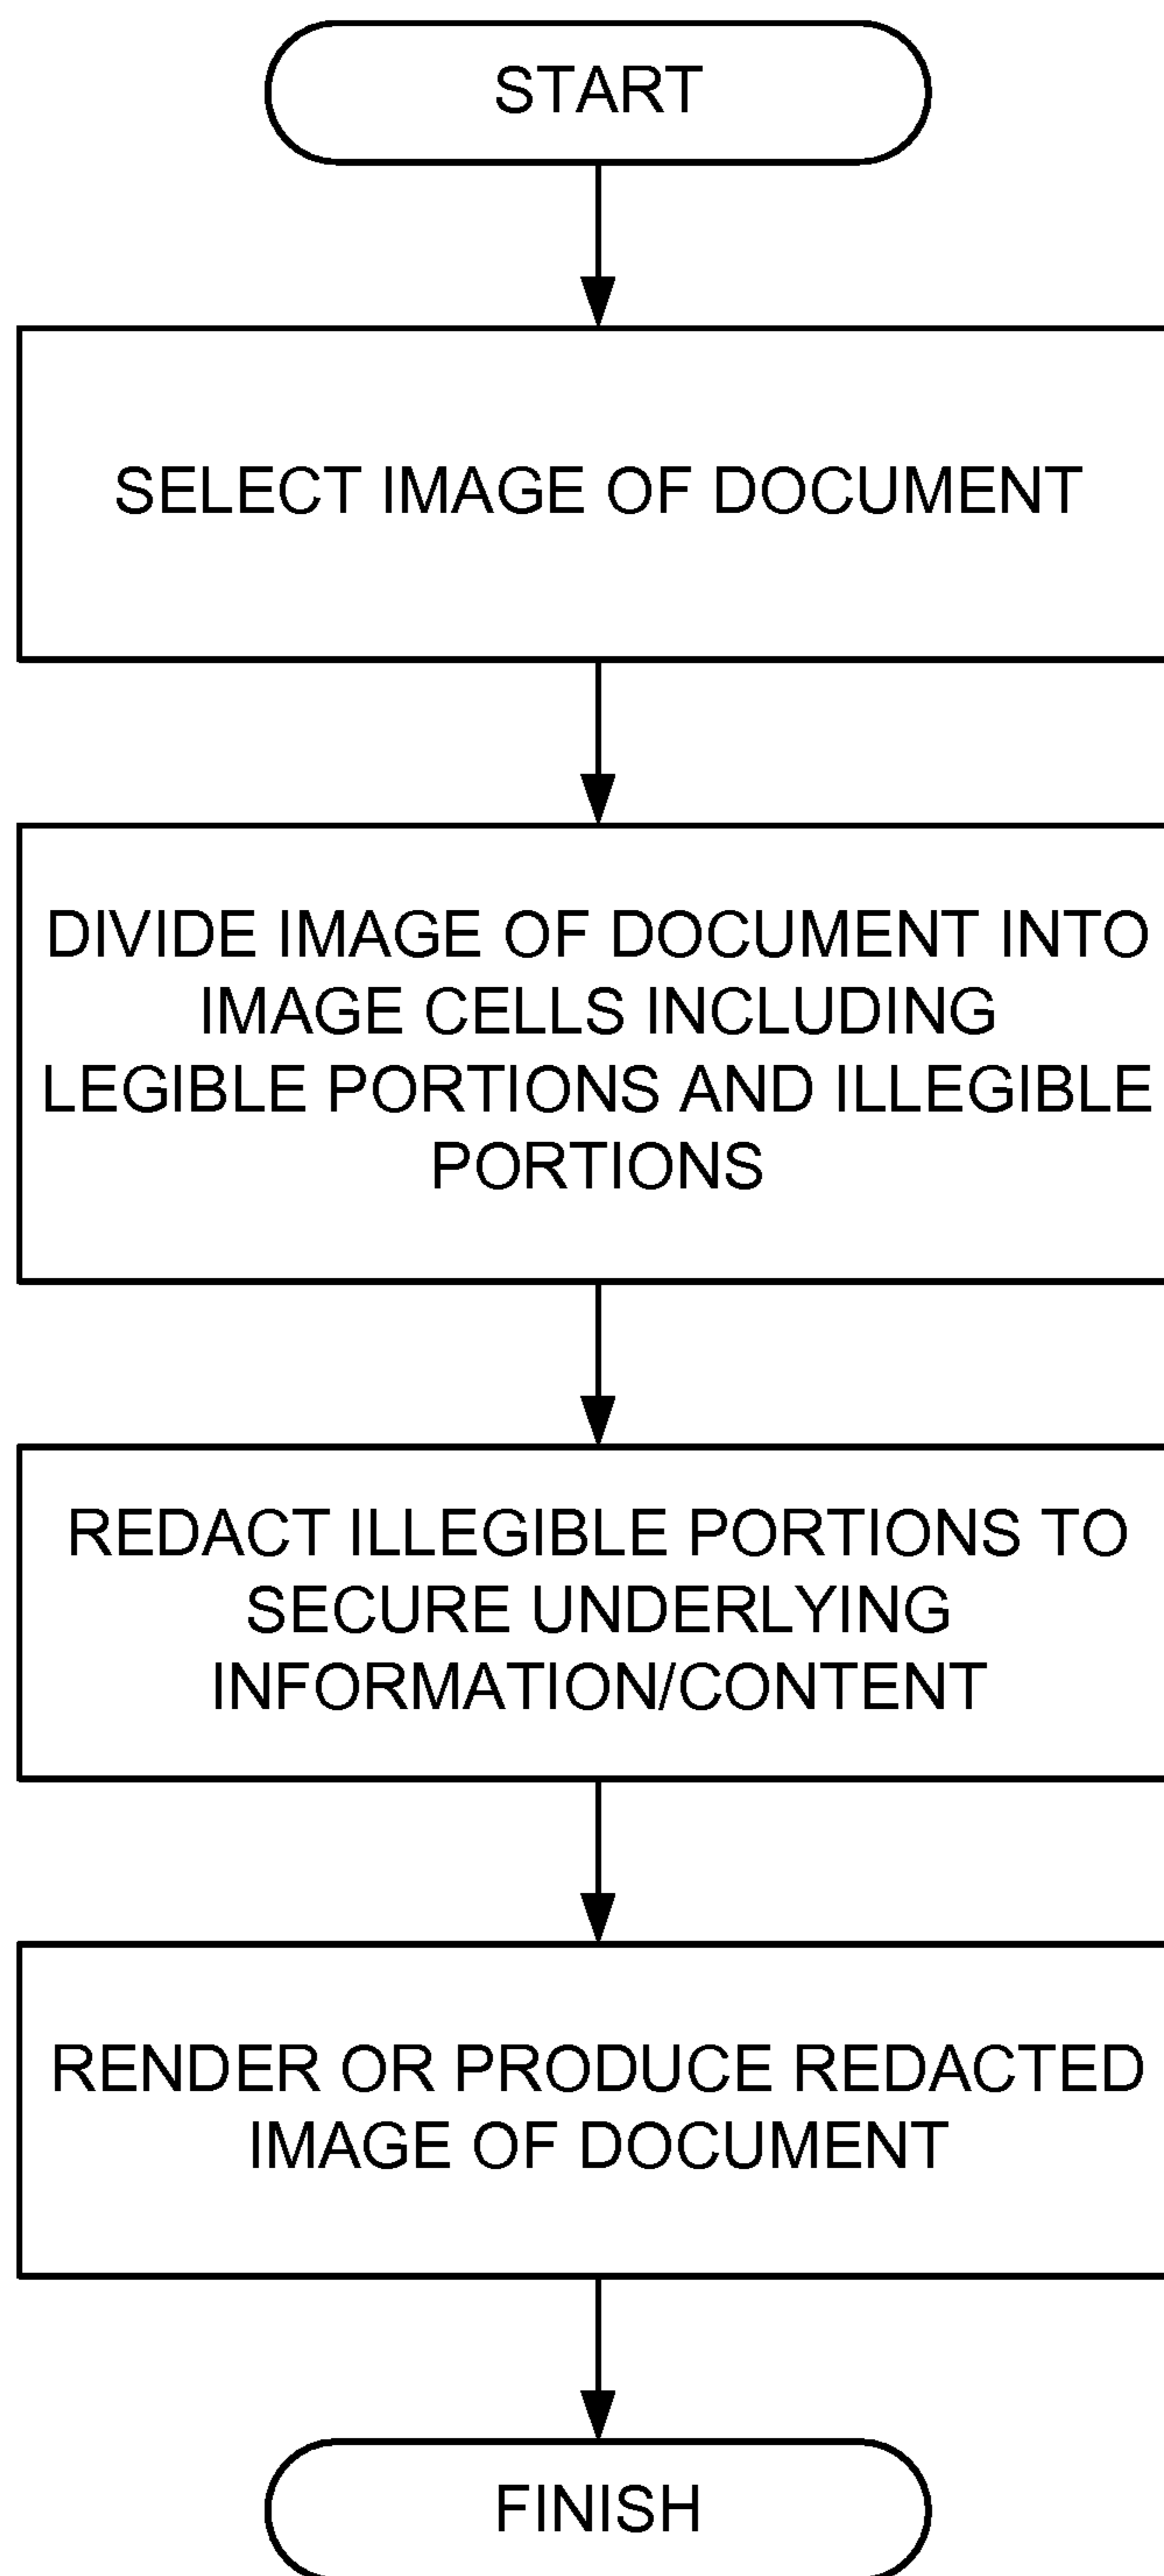 START
SELECT IMAGE OF DOCUMENT
DIVIDE IMAGE OF DOCUMENT INTO
IMAGE CELLS INCLUDING
LEGIBLE PORTIONS AND ILLEGIBLE
PORTIONS
REDACT ILLEGIBLE PORTIONS TO
SECURE UNDERLYING
INFORMATION/CONTENT
RENDER OR PRODUCE REDACTED
IMAGE OF DOCUMENT
FINISH